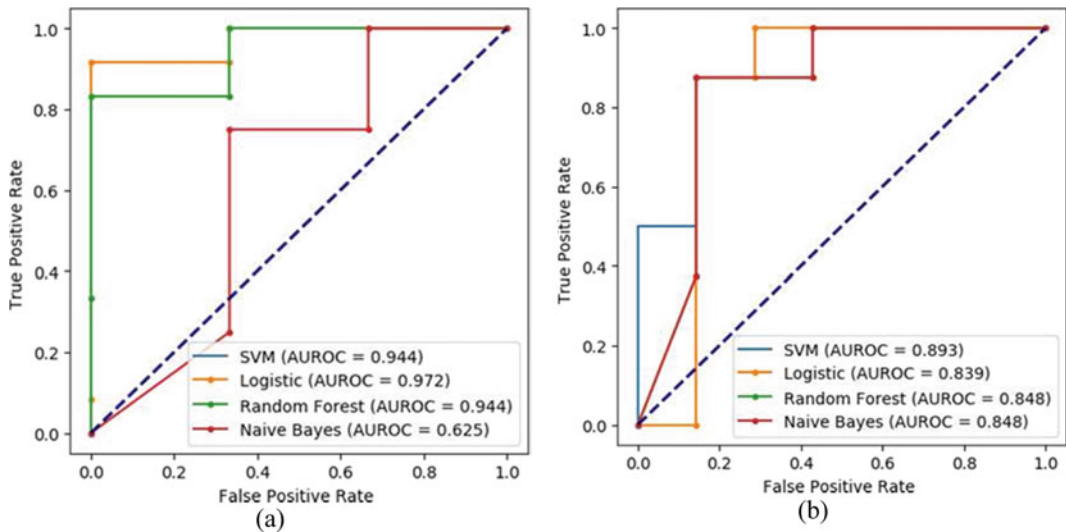 1.0
0.8
0.6
0.4
0.2
0.0
True Positive Rate
SVM (AUROC = 0.944)
Logistic (AUROC = 0.972)
Random Forest (AUROC = 0.944)
Naive Bayes (AUROC = 0.625)
0.0 0.2 0.4 0.6 0.8 1.0
False Positive Rate
(a)
1.0
0.8
0.6
0.4
0.2
0.0
True Positive Rate
SVM (AUROC = 0.893)
Logistic (AUROC = 0.839)
Random Forest (AUROC = 0.848)
Naive Bayes (AUROC = 0.848)
0.0 0.2 0.4 0.6 0.8 1.0
False Positive Rate
(b)